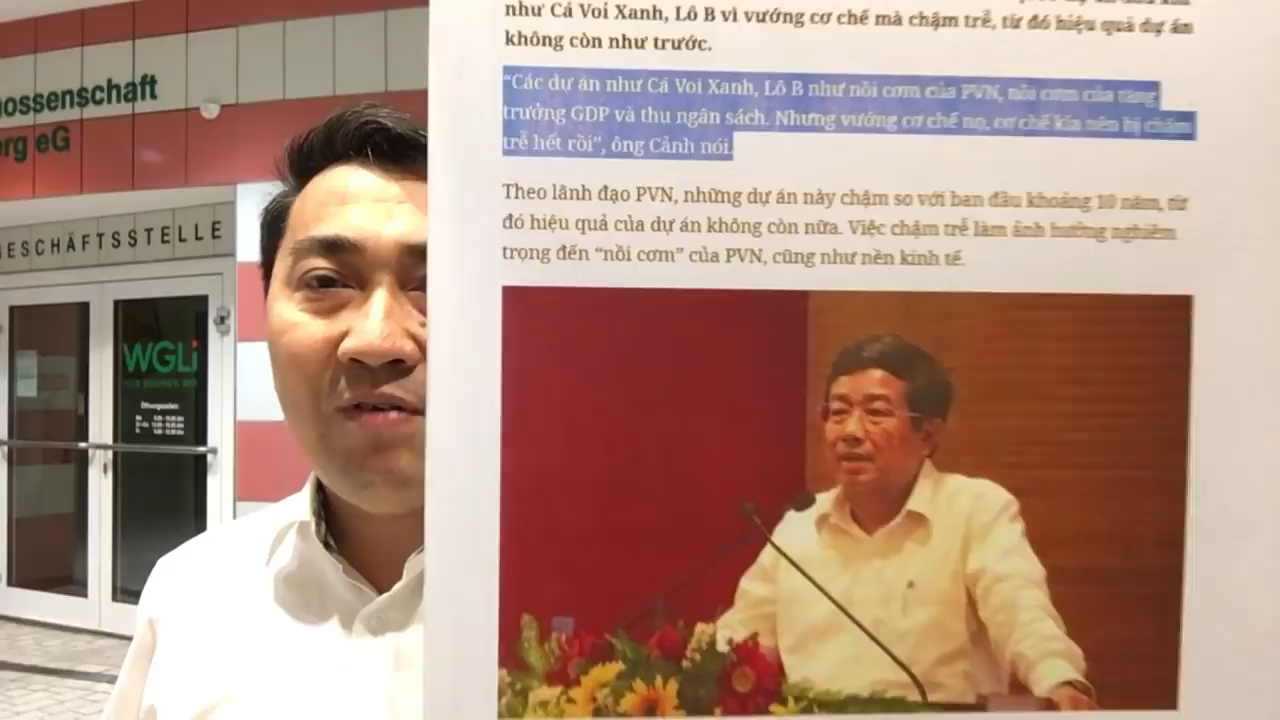 nossenschaft
erg eG
GESCHÄFTSSTELLE
WGLi
Öffnungszeiten:
như Cá Voi Xanh, Lô B vì vướng cơ chế mà chậm trễ, từ đó hiệu quả dự án
không còn như trước.
“Các dự án như Cá Voi Xanh, Lô B như nồi cơm của PVN, nồi cơm của tăng
trưởng GDP và thu ngân sách. Nhưng vướng cơ chế nọ, cơ chế kia nên bị chậm
trễ hết rồi”, ông Cảnh nói.
Theo lãnh đạo PVN, những dự án này chậm so với ban đầu khoảng 10 năm, từ
đó hiệu quả của dự án không còn nữa. Việc chậm trễ làm ảnh hưởng nghiêm
trọng đến “nồi cơm” của PVN, cũng như nền kinh tế.